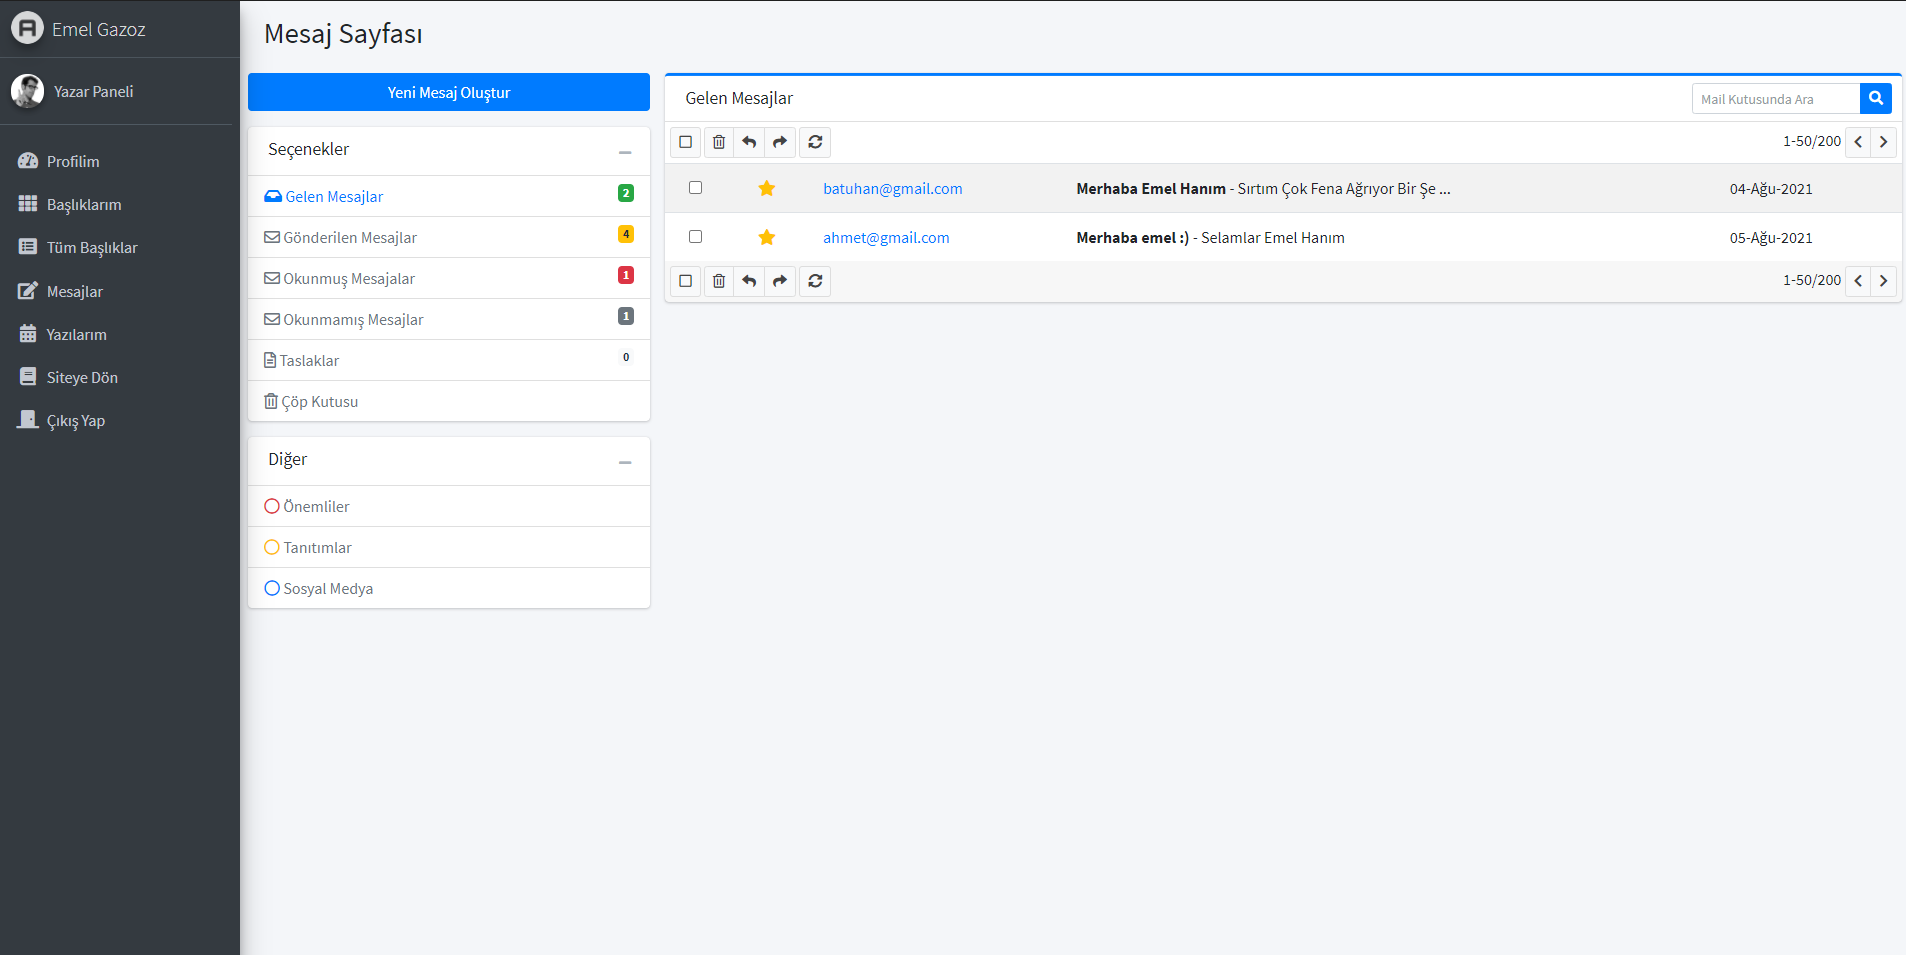 Emel Gazoz
Yazar Paneli
Profilim
Başlıklarım
Tüm Başlıklar
Mesajlar
Yazılarım
Siteye Dön
Çıkış Yap
Mesaj Sayfası
Yeni Mesaj Oluştur
Seçenekler
Gelen Mesajlar 2
Gönderilen Mesajlar 4
Okunmuş Mesajalar 1
Okunmamış Mesajlar 1
Taslaklar 0
Çöp Kutusu
Diğer
Önemliler
Tanıtımlar
Sosyal Medya
Gelen Mesajlar
Mail Kutusunda Ara
1-50/200
batuhan@gmail.com Merhaba Emel Hanım - Sırtım Çok Fena Ağrıyor Bir Şe ... 04-Ağu-2021
ahmet@gmail.com Merhaba emel :) - Selamlar Emel Hanım 05-Ağu-2021
1-50/200